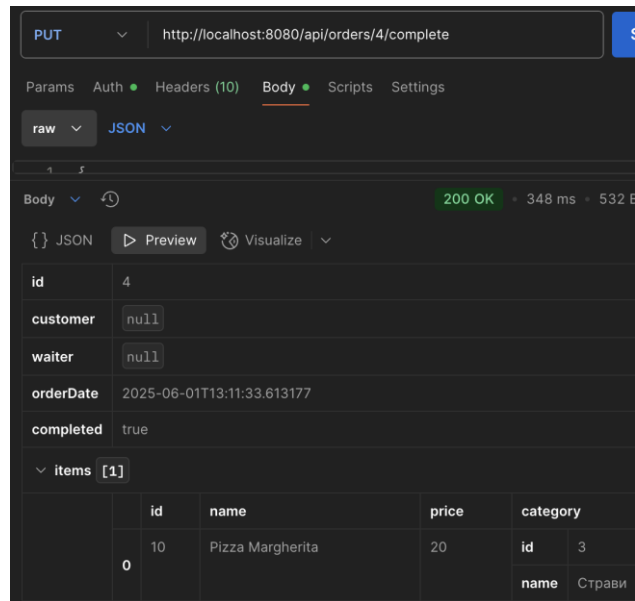 PUT http://localhost:8080/api/orders/4/complete
Params Auth Headers (10) Body Scripts Settings
raw JSON
Body 200 OK 348 ms 532
{} JSON Preview Visualize
id 4
customer null
waiter null
orderDate 2025-06-01T13:11:33.613177
completed true
items [1]
id name price category
0 10 Pizza Margherita 20 id 3
name Страви